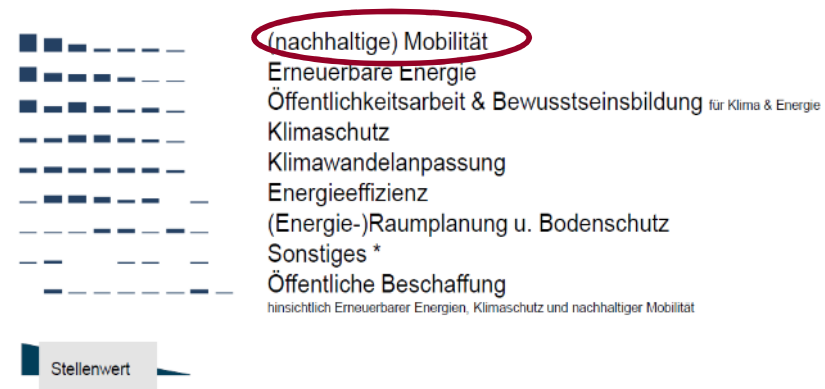 (nachhaltige) Mobilität
Erneuerbare Energie
Öffentlichkeitsarbeit & Bewusstseinsbildung für Klima & Energie
Klimaschutz
Klimawandelanpassung
Energieeffizienz
(Energie-)Raumplanung u. Bodenschutz
Sonstiges *
Öffentliche Beschaffung
hinsichtlich Erneuerbarer Energien, Klimaschutz und nachhaltiger Mobilität
Stellenwert